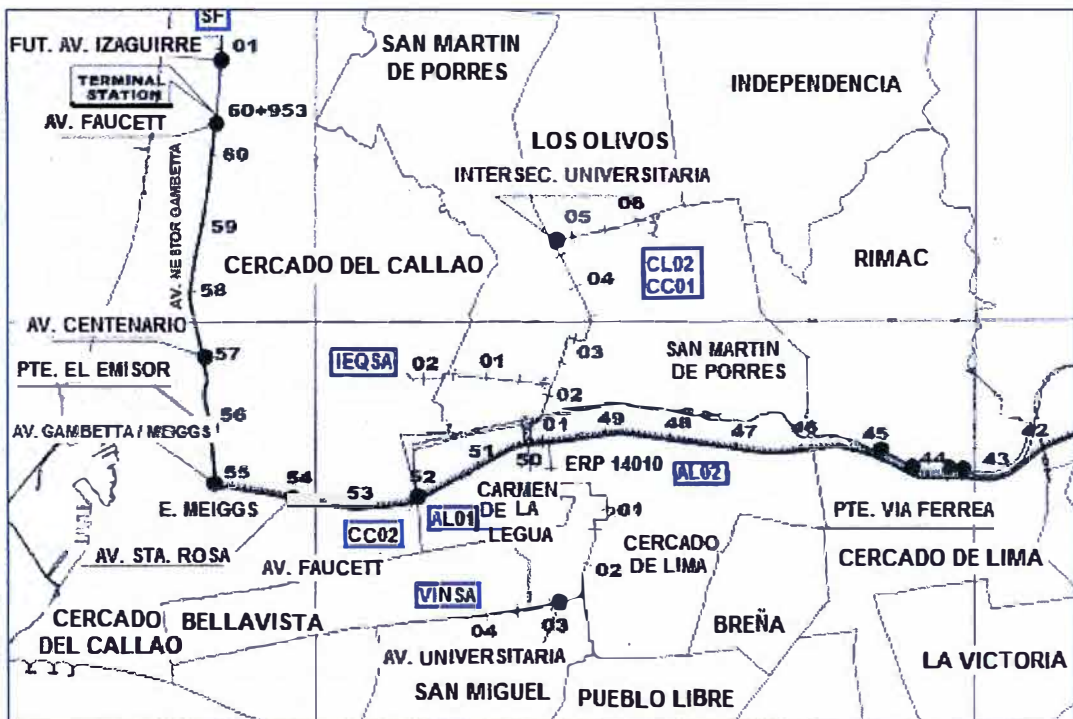 SF
FUT. AV. IZAGUIRRE
01
SAN MARTIN
DE PORRES
INDEPENDENCIA
TERMINAL
STATION
60+953
AV. FAUCETT
60
LOS OLIVOS
INTERSEC. UNIVERSITARIA
AV. NESTOR GAMBETTA
59
05
06
CERCADO DEL CALLAO
CL02
CC01
RIMAC
58
04
AV. CENTENARIO
57
03
PTE. EL EMISOR
IEQSA
02
01
SAN MARTIN
DE PORRES
02
56
AV. GAMBETTA / MEIGGS
01
49
48
47
46
45
44
43
42
55
54
53
52
51
50
ERP 14010
AL02
E. MEIGGS
CC02
AL01
CARMEN
DE LA
LEGUA
01
PTE. VIA FERREA
AV. STA. ROSA
AV. FAUCETT
CERCADO
DE LIMA
CERCADO DE LIMA
02
VINSA
CERCADO
DEL CALLAO
BELLAVISTA
04
03
BREÑA
AV. UNIVERSITARIA
LA VICTORIA
SAN MIGUEL
PUEBLO LIBRE